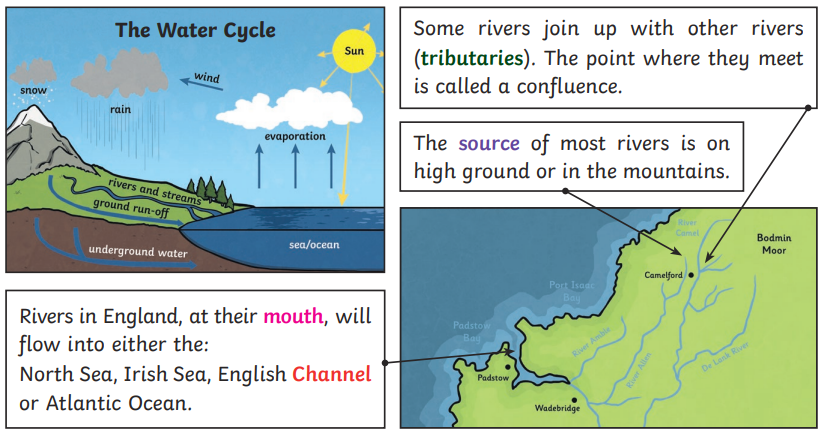 The Water Cycle
Sun
snow
rain
wind
evaporation
rivers and streams
ground run-off
underground water
sea/ocean
Some rivers join up with other rivers
(tributaries). The point where they meet
is called a confluence.
The source of most rivers is on
high ground or in the mountains.
Rivers in England, at their mouth, will
flow into either the:
North Sea, Irish Sea, English Channel
or Atlantic Ocean.
River
Camel
Bodmin
Moor
Camelford
Port Isaac
Bay
Padstow
Bay
River Amble
River Allen
De Lank River
Padstow
Wadebridge